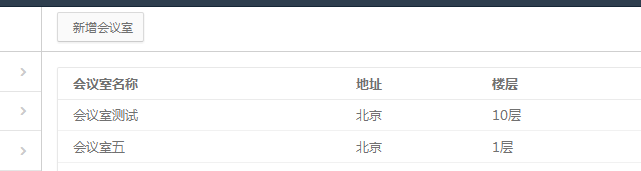 新增会议室
会议室名称 地址 楼层
会议室测试 北京 10层
会议室五 北京 1层